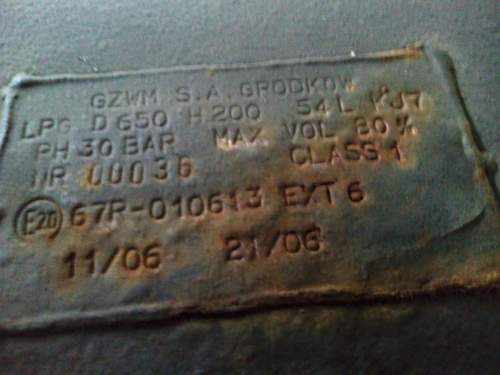 GZWM S.A. GRODKOW
LPG D 650 H 200 54 L
PH 30 BAR MAX VOL 80 %
NR 00036 CLASS 1
E20 67R-010613 EXT 6
11/06 21/06